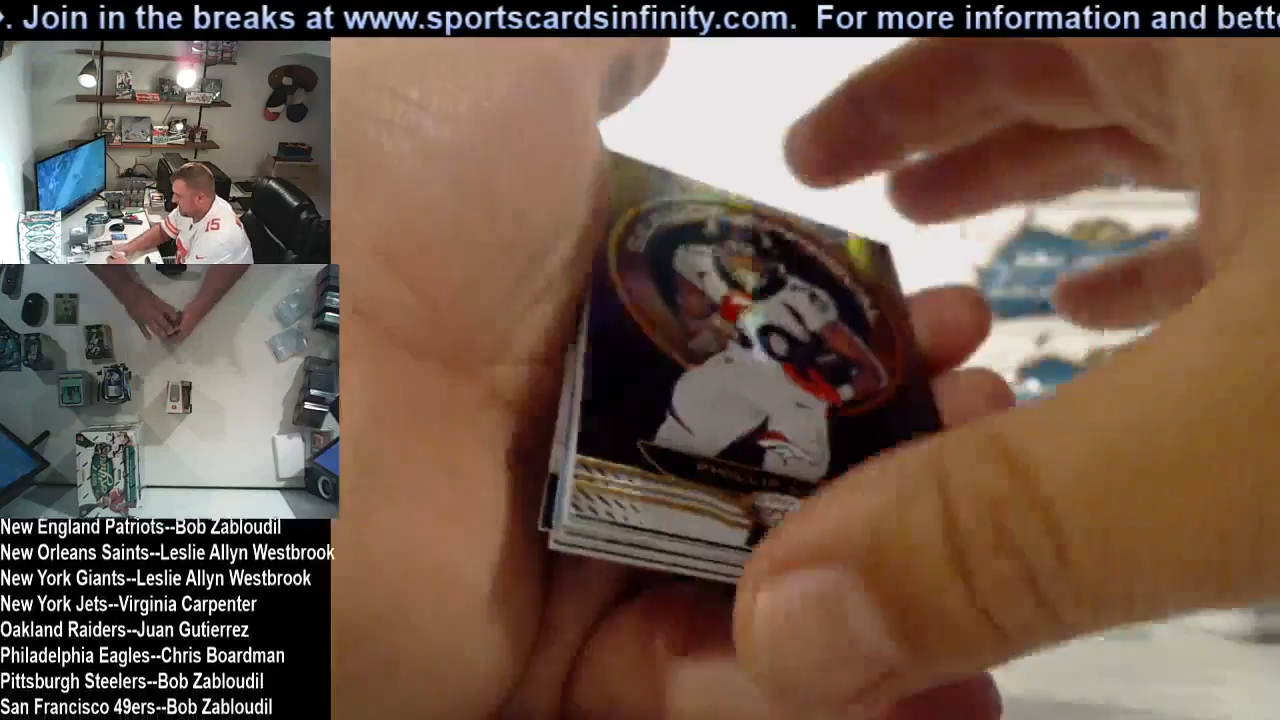 . Join in the breaks at www.sportscardsinfinity.com.  For more information and bett
15
New England Patriots--Bob Zabloudil
New Orleans Saints--Leslie Allyn Westbrook
New York Giants--Leslie Allyn Westbrook
New York Jets--Virginia Carpenter
Oakland Raiders--Juan Gutierrez
Philadelphia Eagles--Chris Boardman
Pittsburgh Steelers--Bob Zabloudil
San Francisco 49ers--Bob Zabloudil